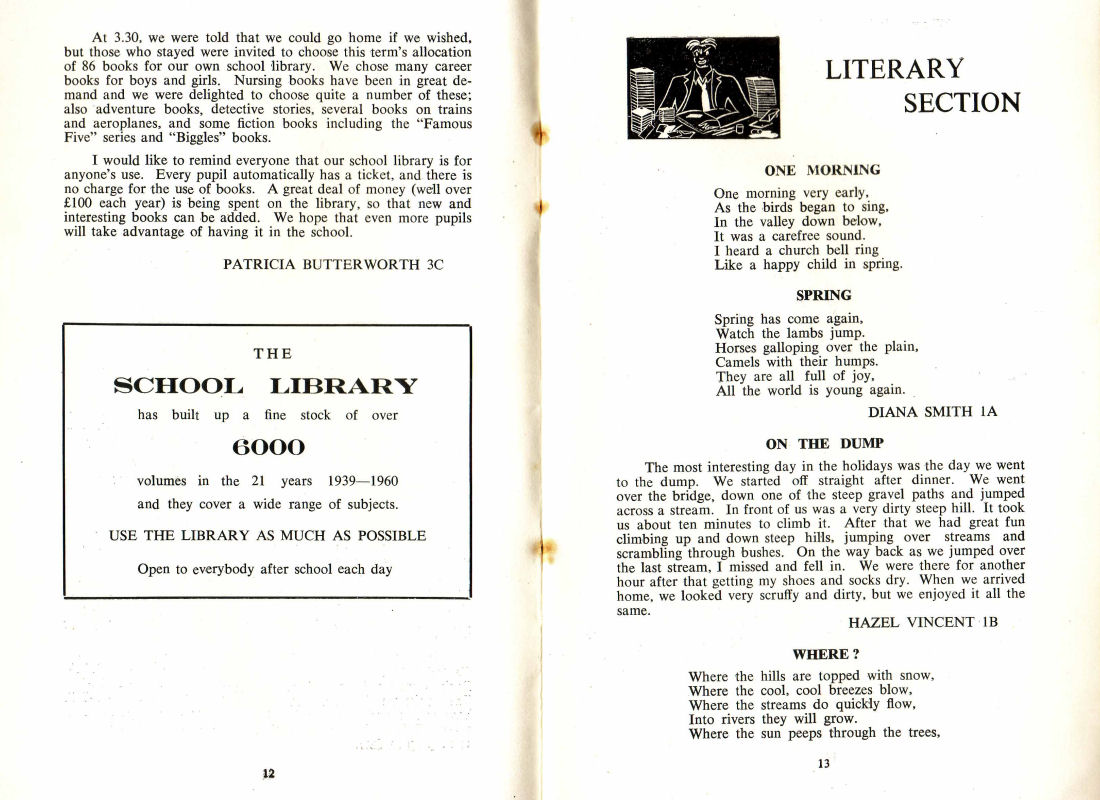 At 3.30, we were told that we could go home if we wished,
but those who stayed were invited to choose this term's allocation
of 86 books for our own school library. We chose many career
books for boys and girls. Nursing books have been in great de-
mand and we were delighted to choose quite a number of these;
also adventure books, detective stories, several books on trains
and aeroplanes, and some fiction books including the “Famous
Five” series and “Biggles” books.
I would like to remind everyone that our school library is for
anyone's use. Every pupil automatically has a ticket, and there is
no charge for the use of books. A great deal of money (well over
£100 each year) is being spent on the library, so that new and
interesting books can be added. We hope that even more pupils
will take advantage of having it in the school.
PATRICIA BUTTERWORTH 3C
THE
SCHOOL LIBRARY
has built up a fine stock of over
6000
volumes in the 21 years 1939—1960
and they cover a wide range of subjects.
USE THE LIBRARY AS MUCH AS POSSIBLE
Open to everybody after school each day
12
LITERARY
SECTION
ONE MORNING
One morning very early,
As the birds began to sing,
In the valley down below,
It was a carefree sound.
I heard a church bell ring
Like a happy child in spring.
SPRING
Spring has come again,
Watch the lambs jump.
Horses galloping over the plain,
Camels with their humps.
They are all full of joy,
All the world is young again.
DIANA SMITH 1A
ON THE DUMP
The most interesting day in the holidays was the day we went
to the dump. We started off straight after dinner. We went
over the bridge, down one of the steep gravel paths and jumped
across a stream. In front of us was a very dirty steep hill. It took
us about ten minutes to climb it. After that we had great fun
climbing up and down steep hills, jumping over streams and
scrambling through bushes. On the way back as we jumped over
the last stream, I missed and fell in. We were there for another
hour after that getting my shoes and socks dry. When we arrived
home, we looked very scruffy and dirty, but we enjoyed it all the
same.
HAZEL VINCENT 1B
WHERE?
Where the hills are topped with snow,
Where the cool, cool breezes blow,
Where the streams do quickly flow,
Into rivers they will grow.
Where the sun peeps through the trees,
13